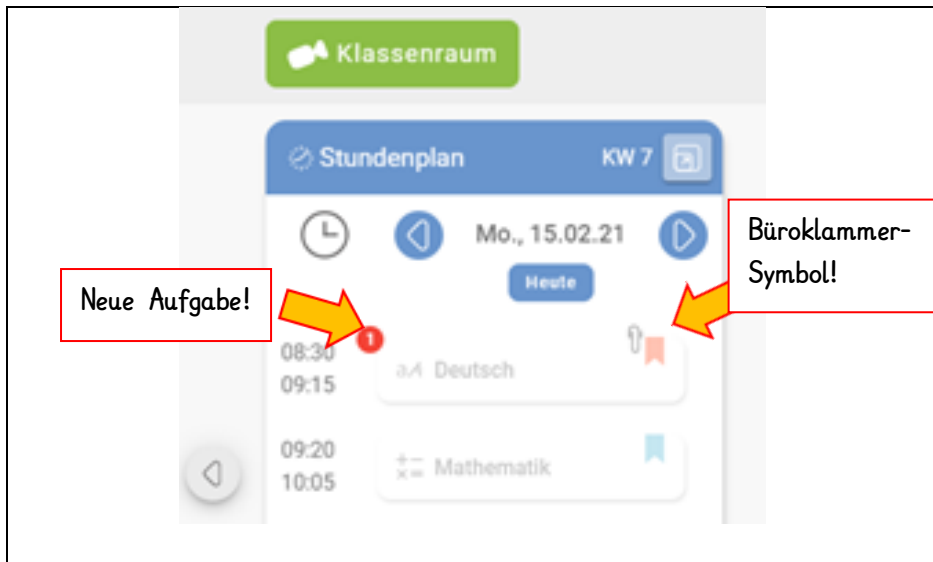 Klassenraum
Stundenplan KW 7
Mo., 15.02.21
Heute
Büroklammer-
Symbol!
Neue Aufgabe!
1
08:30
09:15
aA Deutsch
09:20
10:05
Mathematik